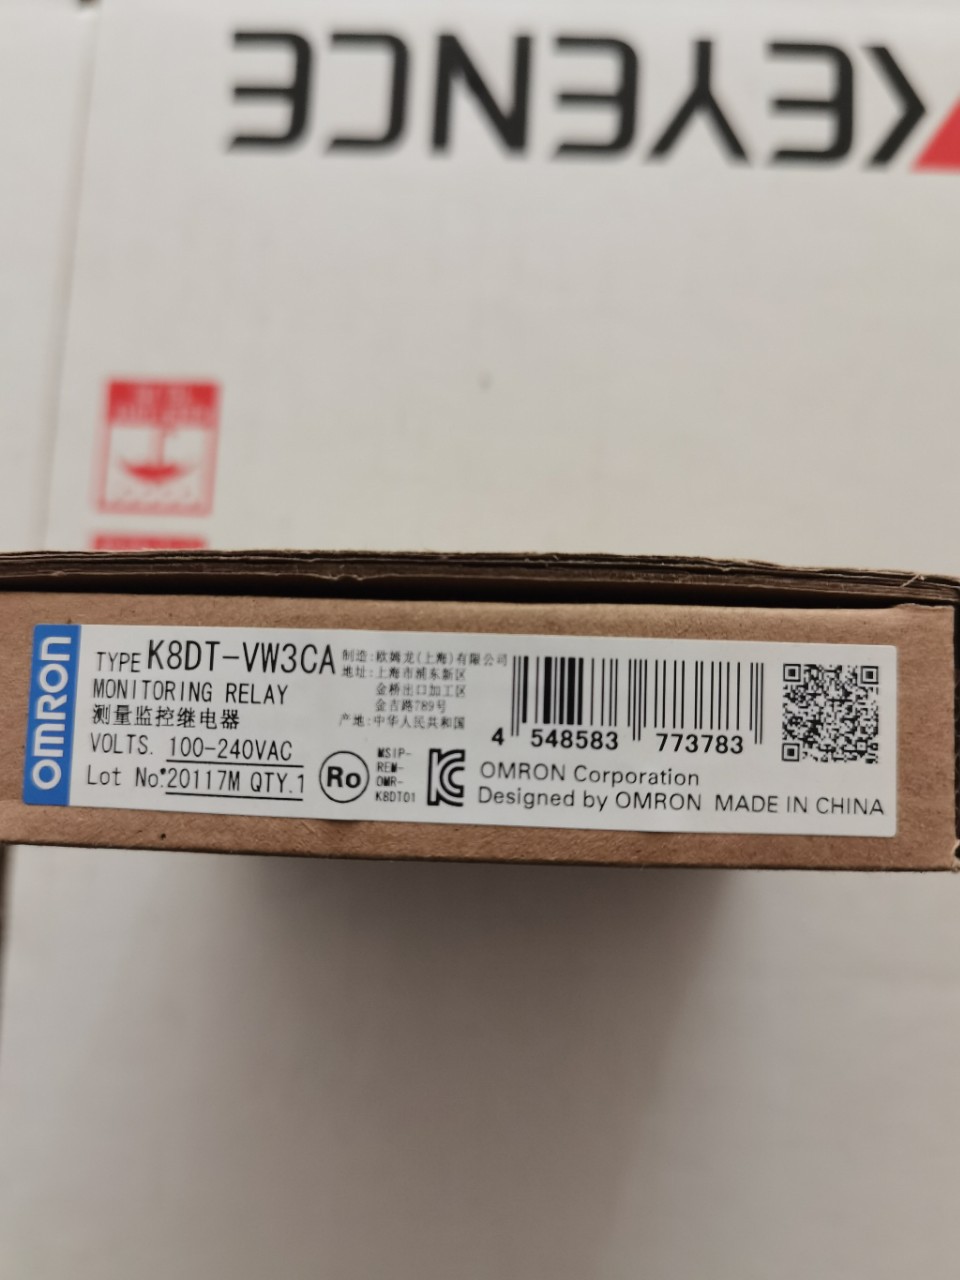 KEYENCE
OMRON
TYPE K8DT-VW3CA
MONITORING RELAY
测量监控继电器
VOLTS. 100-240VAC
Lot No. 20117M QTY.1
制造:欧姆龙(上海)有限公司
地址:上海市浦东新区
金桥出口加工区
金吉路789号
产地:中华人民共和国
Ro
MSIP-
REM-
OMR-
K8DT01
4 548583 773783
OMRON Corporation
Designed by OMRON MADE IN CHINA